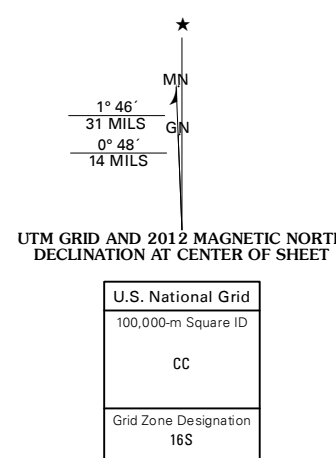 ★
MN
1° 46´
31 MILS
GN
0° 48´
14 MILS
UTM GRID AND 2012 MAGNETIC NORTH
DECLINATION AT CENTER OF SHEET
U.S. National Grid
100,000-m Square ID
CC
Grid Zone Designation
16S